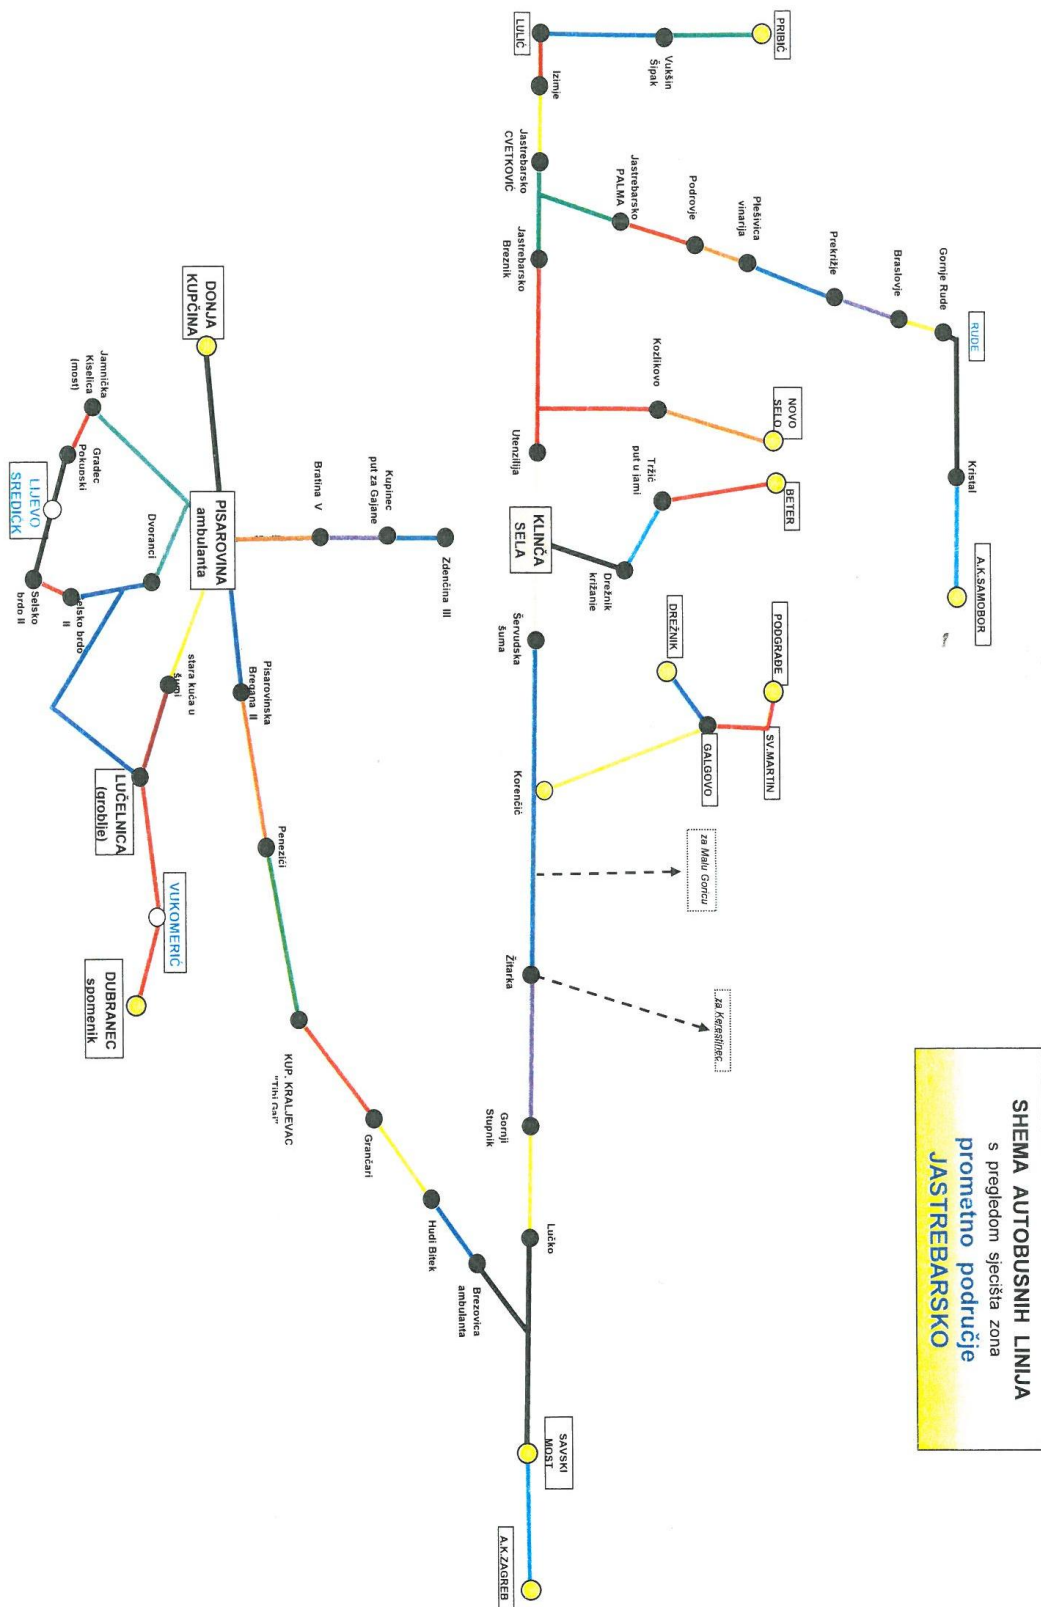 SHEMA AUTOBUSNIH LINIJA
s pregledom sjecišta zona
prometno područje
JASTREBARSKO
PRIBIĆ
Vukšin
Šipak
LULIĆ
Izimje
Jastrebarsko
CVETKOVIĆ
Jastrebarsko
PALMA
Podrovje
Plešivica
vinarija
Prekrižje
Braslovje
Gornje Rude
RUDE
Kristal
A.K.SAMOBOR
Jastrebarsko
Breznik
Kozlikovo
NOVO
SELO
Utenzilija
Tržić
put u jami
BETER
KLINČA
SELA
Drežnik
križanje
Šervudska
šuma
DREŽNIK
PODGRAĐE
SV.MARTIN
GALGOVO
Korenčić
za Malu Goricu
Žitarka
za Kerestinec
Gornji
Stupnik
Lučko
SAVSKI
MOST
A.K.ZAGREB
DONJA
KUPČINA
Jamnička
Kiselica
(most)
Gradec
Pokupski
LIJEVO
SREDIČK
Selsko
brdo II
selsko brdo
II
Dvoranci
PISAROVINA
ambulanta
Bratina V
Kupinec
put za Gajane
Zdenčina III
stara kuća u
šumi
Pisarovinska
Bregana II
LUČELNICA
(groblje)
VUKOMERIĆ
DUBRANEC
spomenik
Penezići
KUP. KRALJEVAC
"Tihi Gaj"
Grančari
Hudi Bitek
Brezovica
ambulanta